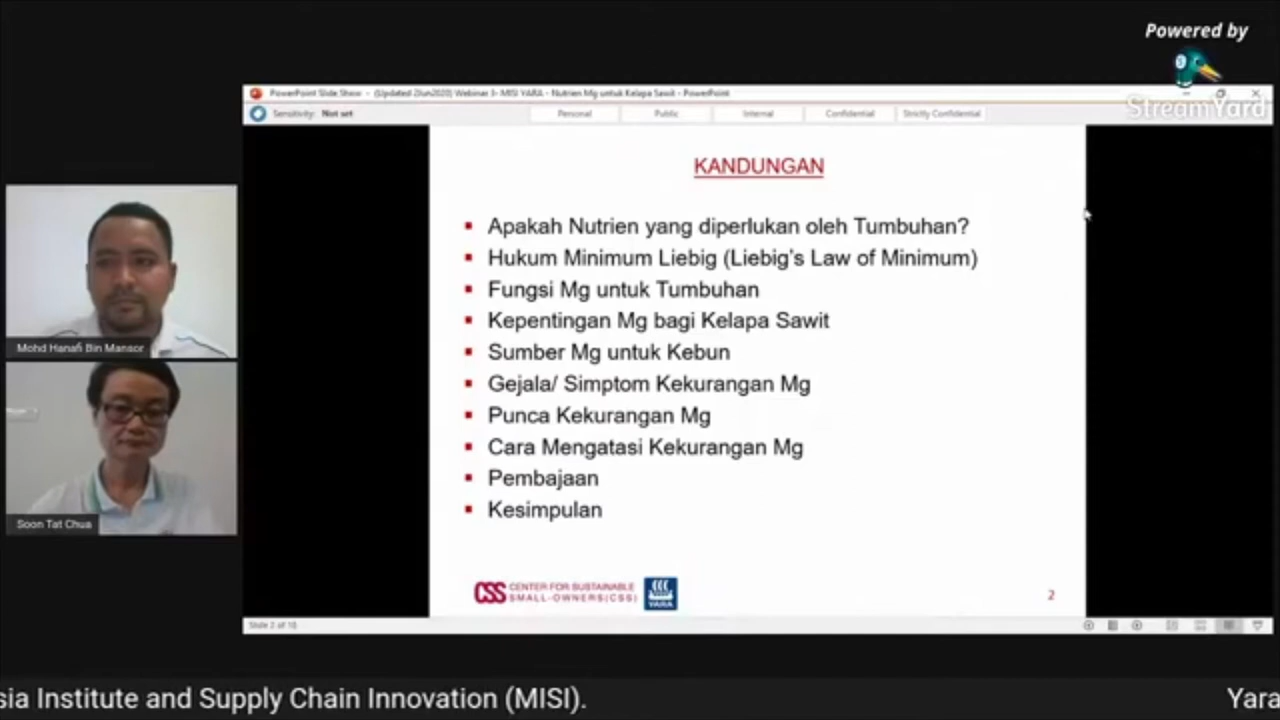 Powered by
StreamYard
PowerPoint Slide Show - (Updated 2Jun2020) Webinar 3- MISI YARA - Nutrien Mg untuk Kelapa Sawit - PowerPoint
Sensitivity: Not set
Personal
Public
Internal
Confidential
Strictly Confidential
KANDUNGAN
Apakah Nutrien yang diperlukan oleh Tumbuhan?
Hukum Minimum Liebig (Liebig's Law of Minimum)
Fungsi Mg untuk Tumbuhan
Kepentingan Mg bagi Kelapa Sawit
Sumber Mg untuk Kebun
Gejala/ Simptom Kekurangan Mg
Punca Kekurangan Mg
Cara Mengatasi Kekurangan Mg
Pembajaan
Kesimpulan
Mohd Hanafi Bin Mansor
Soon Tat Chua
CSS CENTER FOR SUSTAINABLE
SMALL-OWNERS(CSS)
YARA
2
sia Institute and Supply Chain Innovation (MISI).
Yara